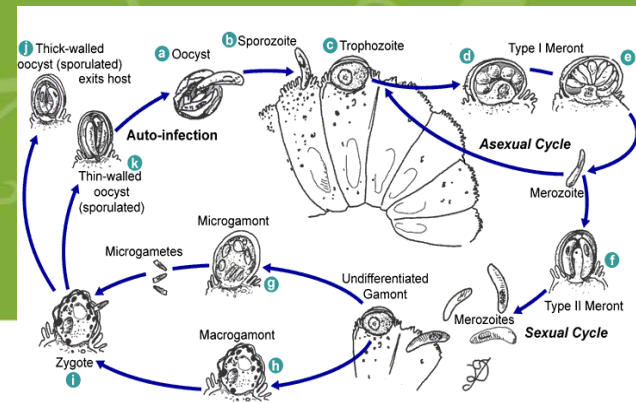 j Thick-walled
oocyst (sporulated)
exits host
a Oocyst
b Sporozoite
c Trophozoite
Type I Meront
d
e
Auto-infection
Asexual Cycle
k
Thin-walled
oocyst
(sporulated)
Merozoite
Microgamont
Microgametes
g
Undifferentiated
Gamont
f
Type II Meront
Merozoites
Sexual Cycle
Macrogamont
h
Zygote
i